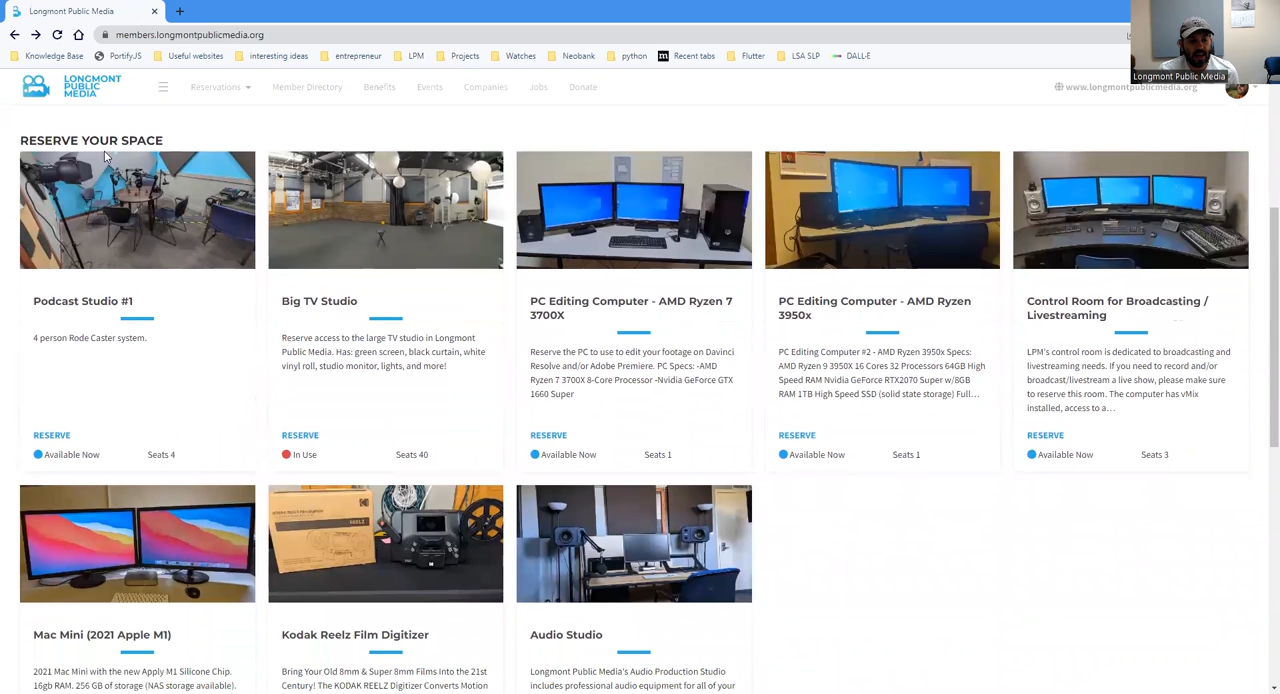 Longmont Public Media
members.longmontpublicmedia.org
Knowledge Base
Portify.JS
Useful websites
interesting ideas
entrepreneur
LPM
Projects
Watches
Neobank
python
Recent tabs
Flutter
LSA SLP
DALL·E
Longmont Public Media
LONGMONT
PUBLIC
MEDIA
Reservations
Member Directory
Benefits
Events
Companies
Jobs
Donate
www.longmontpublicmedia.org
RESERVE YOUR SPACE
Podcast Studio #1
4 person Rode Caster system.
RESERVE
Available Now
Seats 4
Big TV Studio
Reserve access to the large TV studio in Longmont
Public Media. Has: green screen, black curtain, white
vinyl roll, studio monitor, lights, and more!
RESERVE
In Use
Seats 40
PC Editing Computer - AMD Ryzen 7
3700X
Reserve the PC to use to edit your footage on Davinci
Resolve and/or Adobe Premiere. PC Specs: -AMD
Ryzen 7 3700X 8-Core Processor -Nvidia GeForce GTX
1660 Super
RESERVE
Available Now
Seats 1
PC Editing Computer - AMD Ryzen
3950x
PC Editing Computer #2 - AMD Ryzen 3950x Specs:
AMD Ryzen 9 3950X 16 Cores 32 Processors 64GB High
Speed RAM Nvidia GeForce RTX2070 Super w/8GB
RAM 1TB High Speed SSD (solid state storage) Full…
RESERVE
Available Now
Seats 1
Control Room for Broadcasting /
Livestreaming
LPM's control room is dedicated to broadcasting and
livestreaming needs. If you need to record and/or
broadcast/livestream a live show, please make sure
to reserve this room. The computer has vMix
installed, access to a…
RESERVE
Available Now
Seats 3
Mac Mini (2021 Apple M1)
2021 Mac Mini with the new Apply M1 Silicone Chip.
16gb RAM. 256 GB of storage (NAS storage available).
Kodak
REELZ
Kodak Reelz Film Digitizer
Bring Your Old 8mm & Super 8mm Films Into the 21st
Century! The KODAK REELZ Digitizer Converts Motion
Audio Studio
Longmont Public Media's Audio Production Studio
includes professional audio equipment for all of your